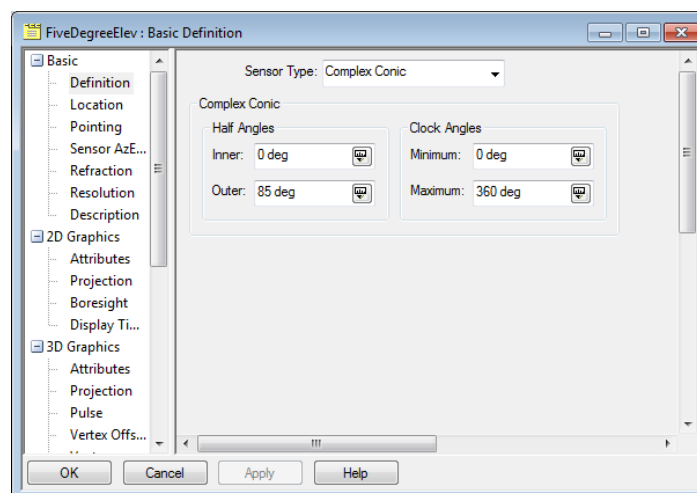 FiveDegreeElev : Basic Definition
Basic
Definition
Location
Pointing
Sensor AzE...
Refraction
Resolution
Description
2D Graphics
Attributes
Projection
Boresight
Display Ti...
3D Graphics
Attributes
Projection
Pulse
Vertex Offs...
Sensor Type: Complex Conic
Complex Conic
Half Angles
Inner: 0 deg
Outer: 85 deg
Clock Angles
Minimum: 0 deg
Maximum: 360 deg
OK Cancel Apply Help